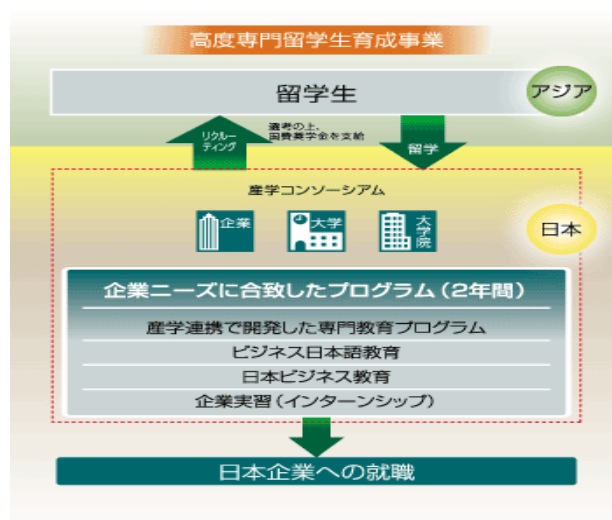 高度専門留学生育成事業
留学生
アジア
リクルー
ティング
選考の上、
国費奨学金を支給
留学
産学コンソーシアム
企業
大学
大学院
日本
企業ニーズに合致したプログラム(2年間)
産学連携で開発した専門教育プログラム
ビジネス日本語教育
日本ビジネス教育
企業実習(インターンシップ)
日本企業への就職